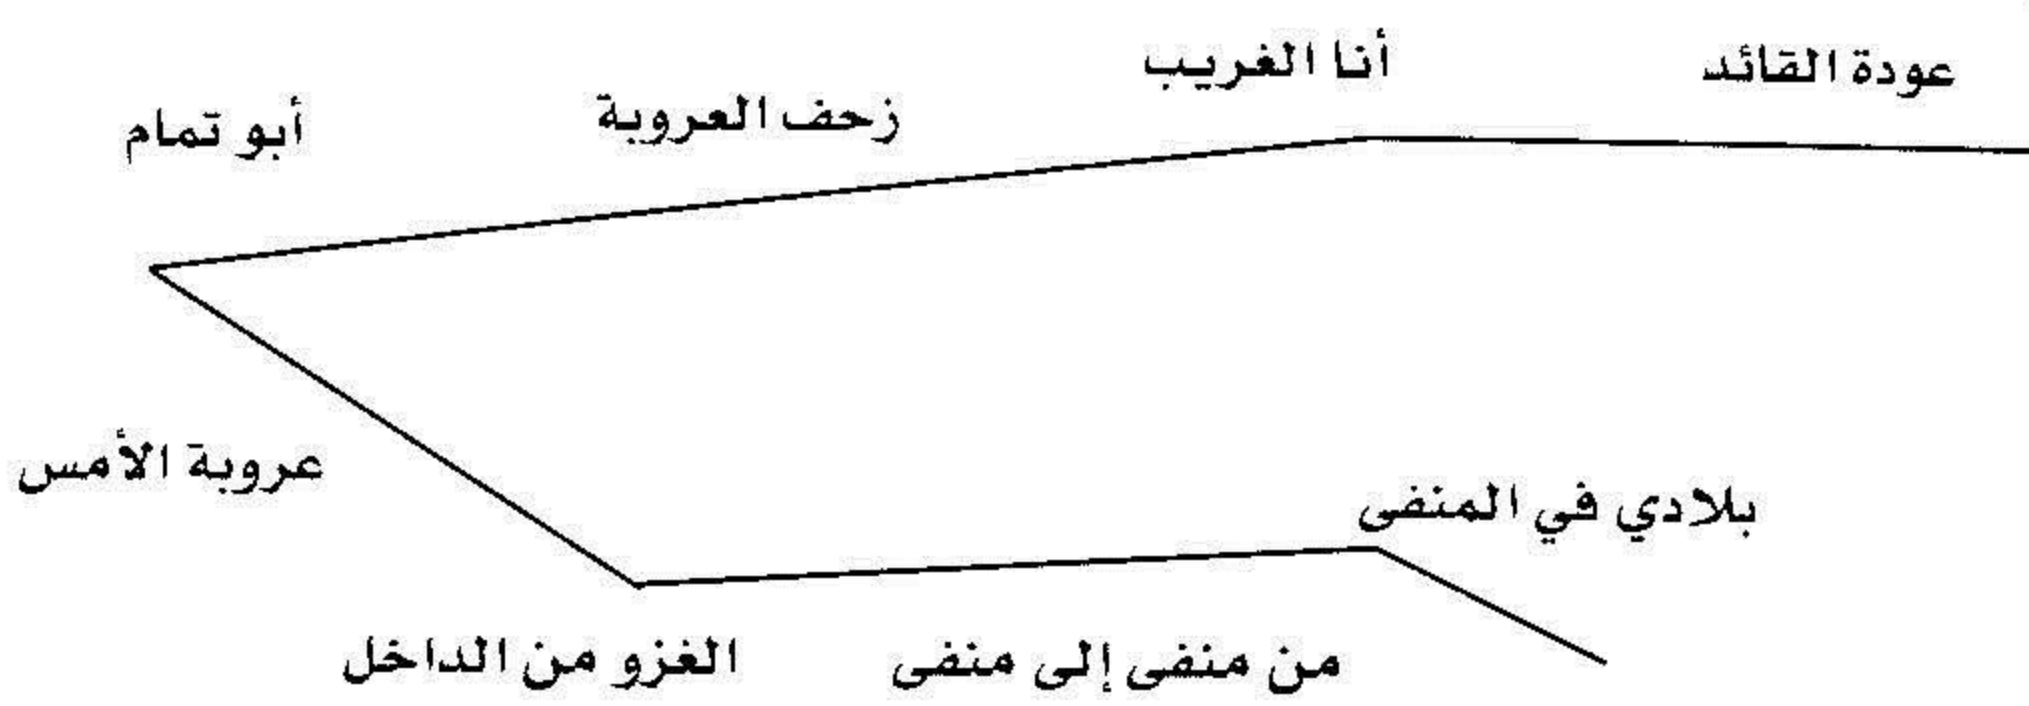 عودة القائد
أنا الغريب
زحف العروبة
أبو تمام
عروبة الأمس
بلادي في المنفى
من منفى إلى منفى
الغزو من الداخل